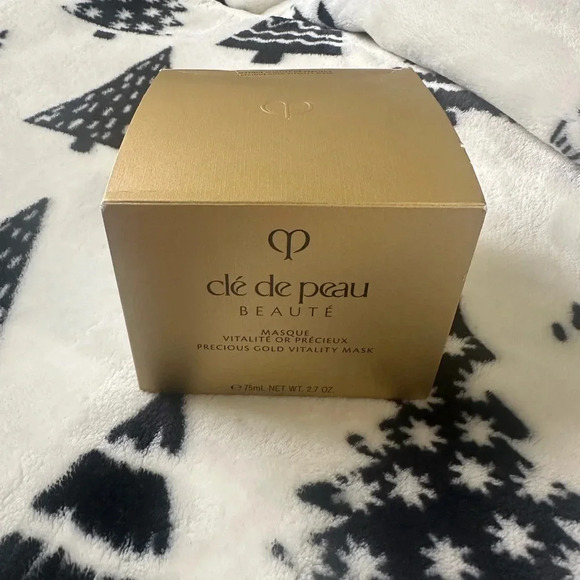 clé de peau
BEAUTÉ
MASQUE
VITALITÉ OR PRÉCIEUX
PRECIOUS GOLD VITALITY MASK
℮ 75mL NET WT. 2.7 OZ.